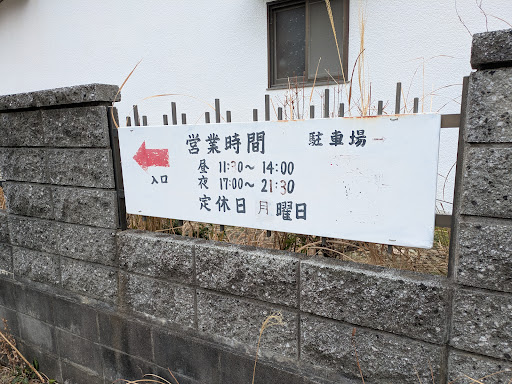 営業時間 駐車場
昼 11:30～14:00
入口
夜 17:00～21:30
定休日 月曜日